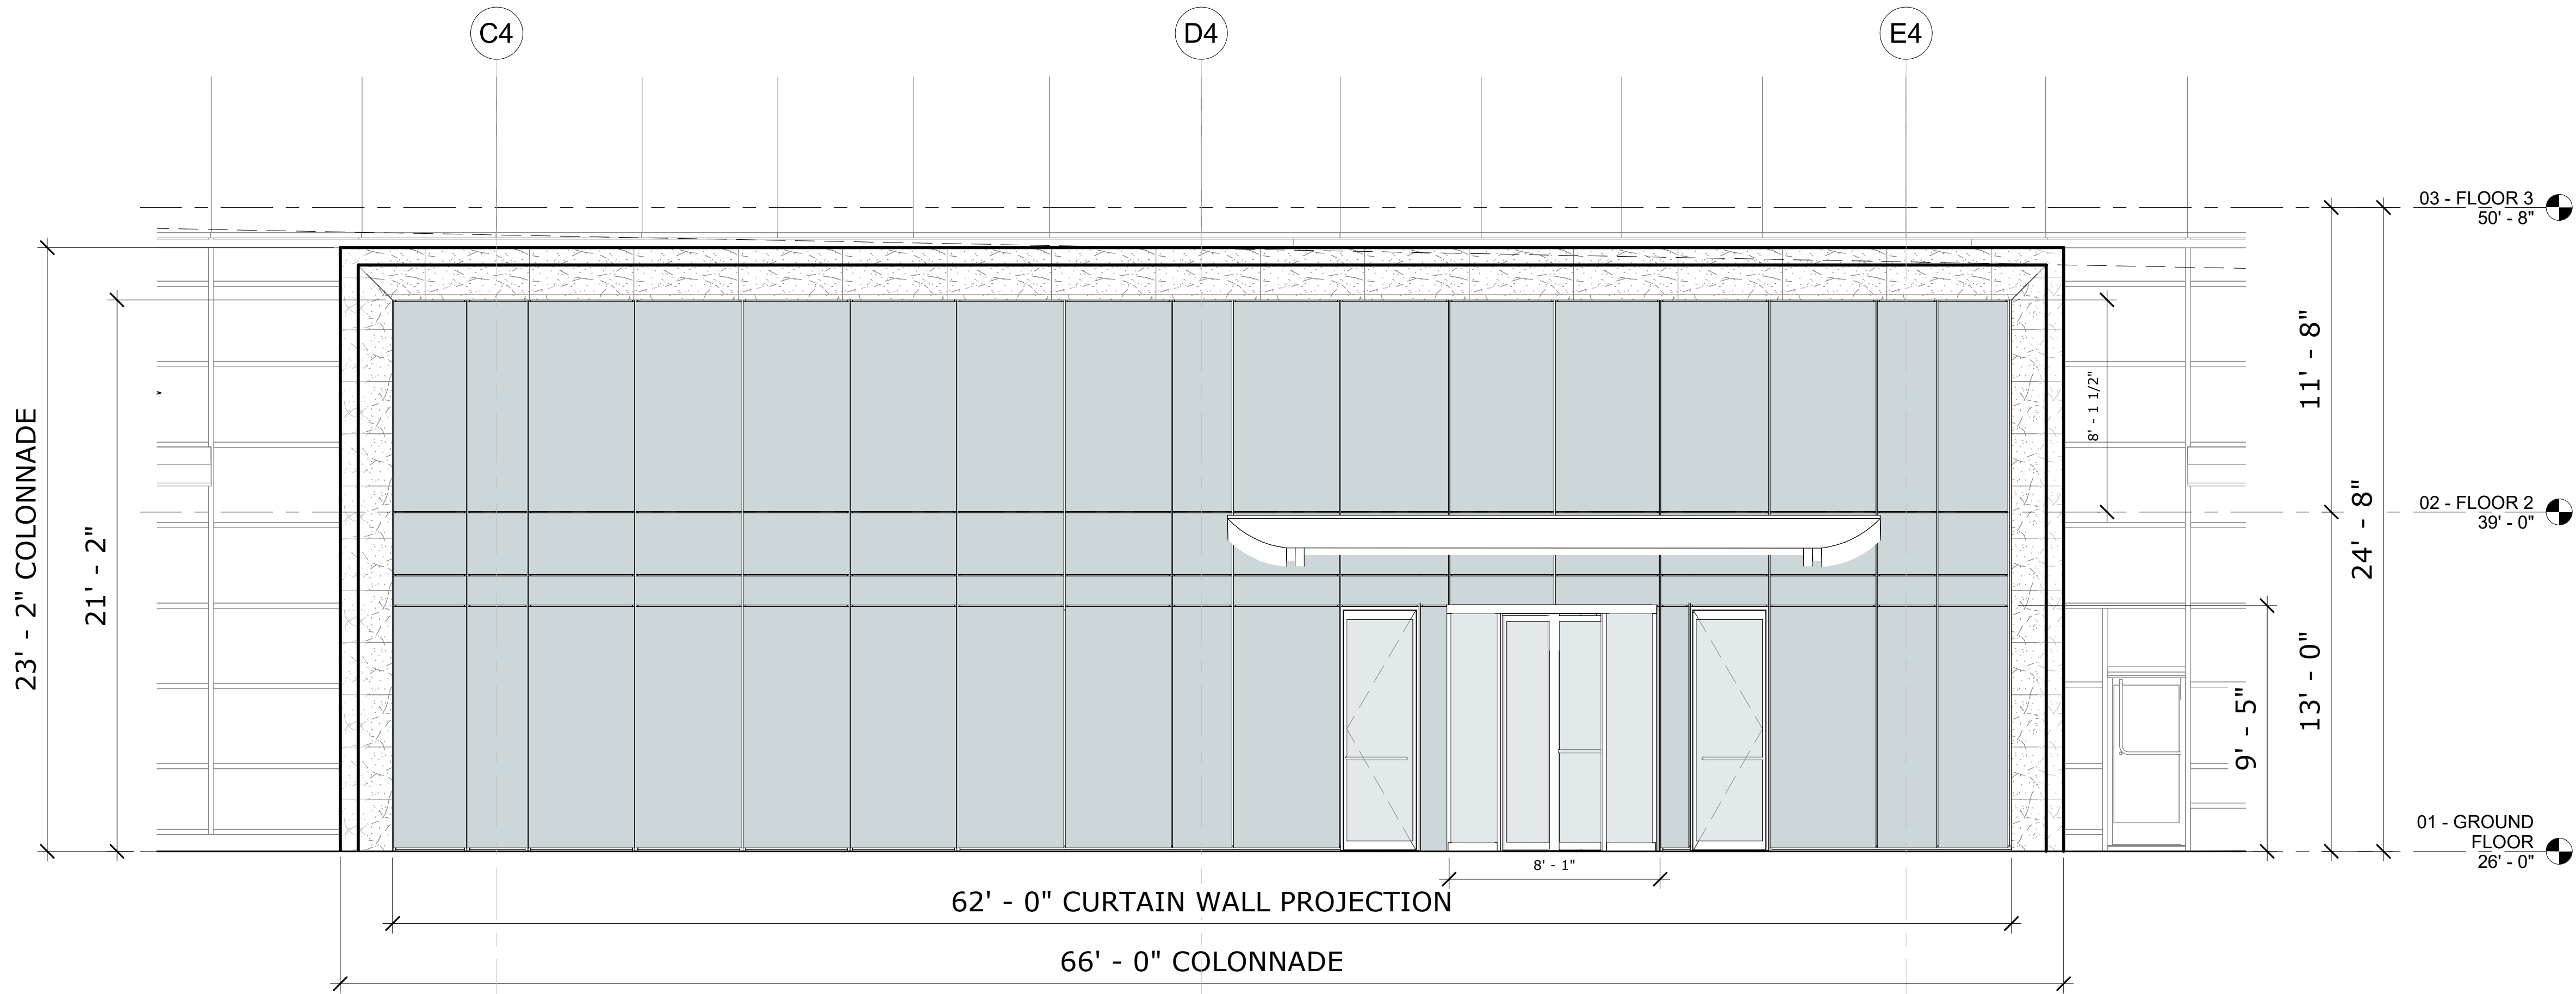 C4
D4
E4
03 - FLOOR 3
50' - 8"
02 - FLOOR 2
39' - 0"
01 - GROUND
FLOOR
26' - 0"
23' - 2" COLONNADE
21' - 2"
8' - 1 1/2"
11' - 8"
24' - 8"
13' - 0"
9' - 5"
8' - 1"
62' - 0" CURTAIN WALL PROJECTION
66' - 0" COLONNADE